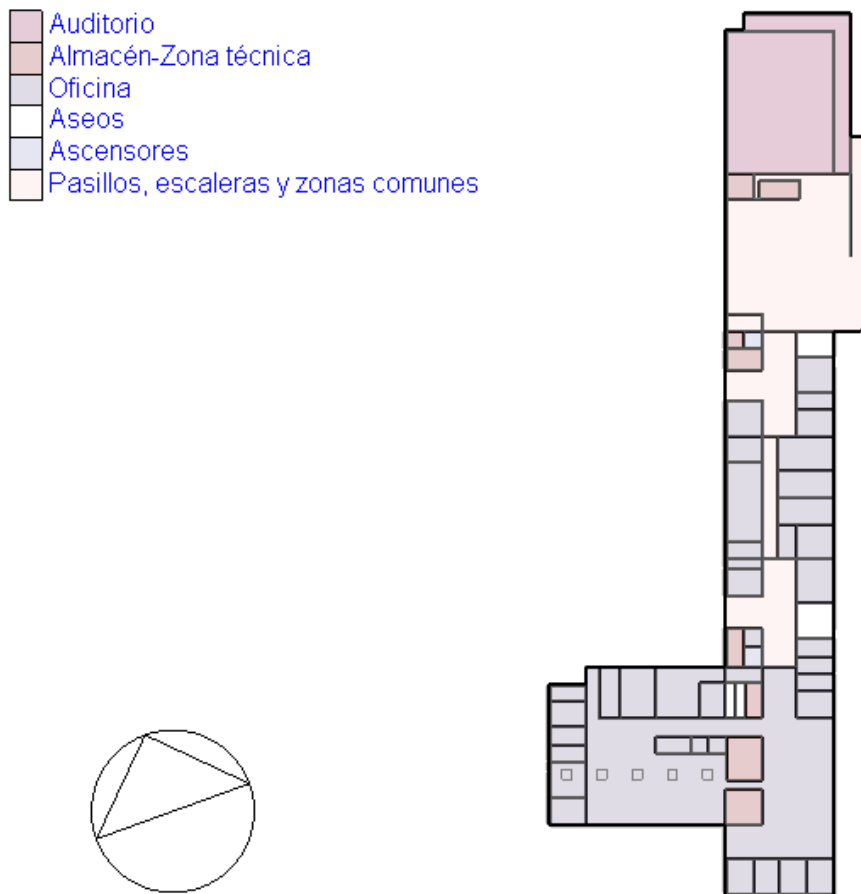 Auditorio
Almacén-Zona técnica
Oficina
Aseos
Ascensores
Pasillos, escaleras y zonas comunes